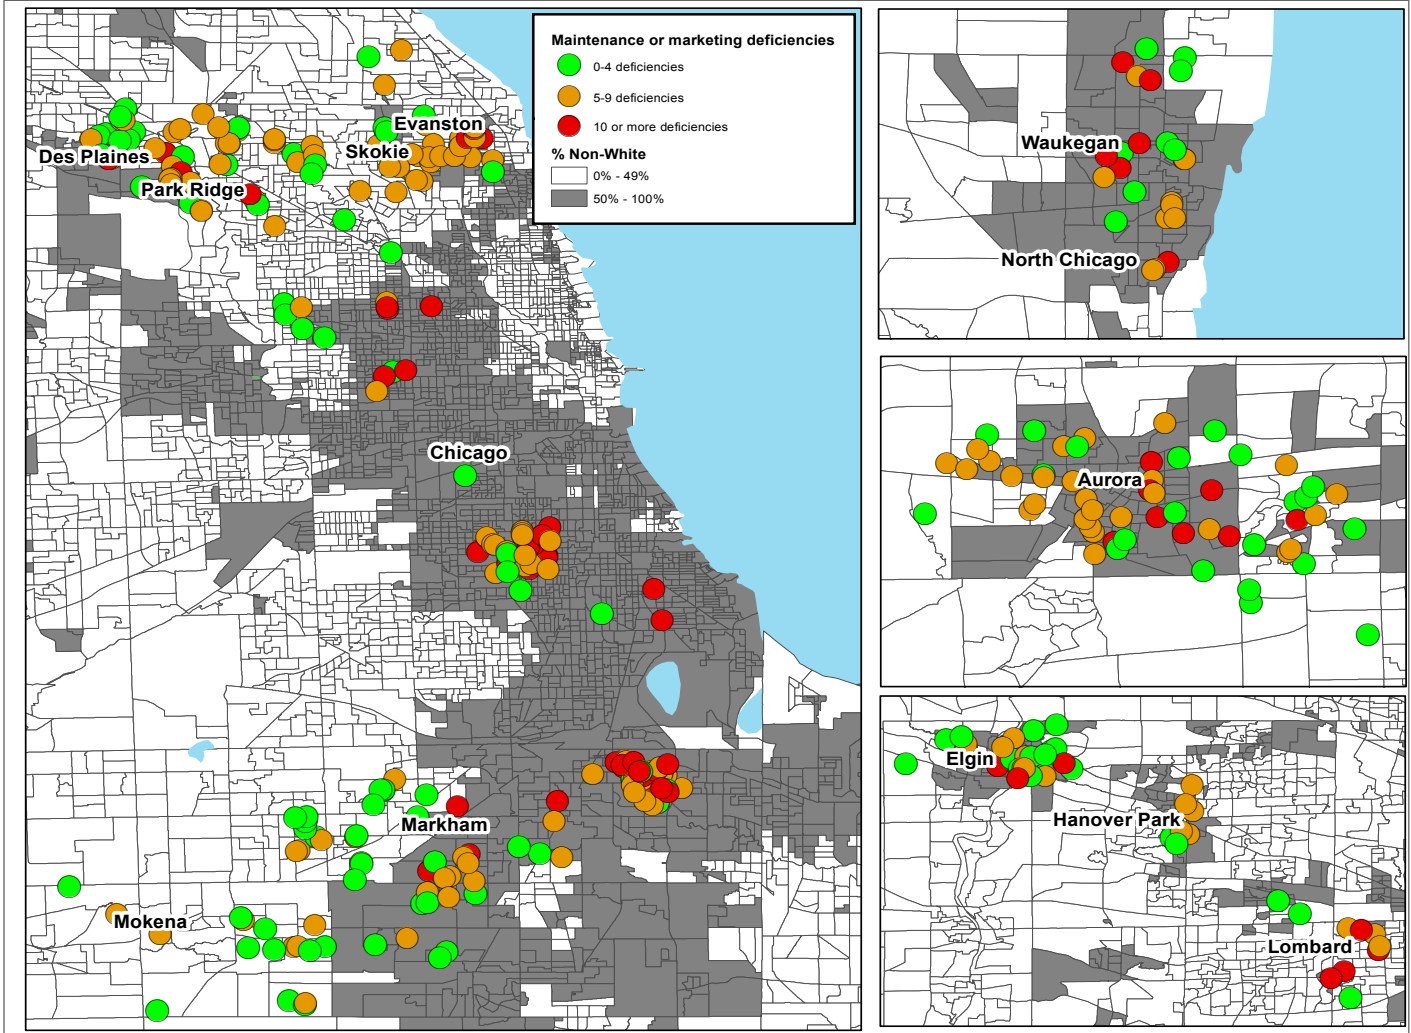 Maintenance or marketing deficiencies
0-4 deficiencies
5-9 deficiencies
10 or more deficiencies
% Non-White
0% - 49%
50% - 100%
Evanston
Skokie
Des Plaines
Park Ridge
Chicago
Markham
Mokena
Waukegan
North Chicago
Aurora
Elgin
Hanover Park
Lombard